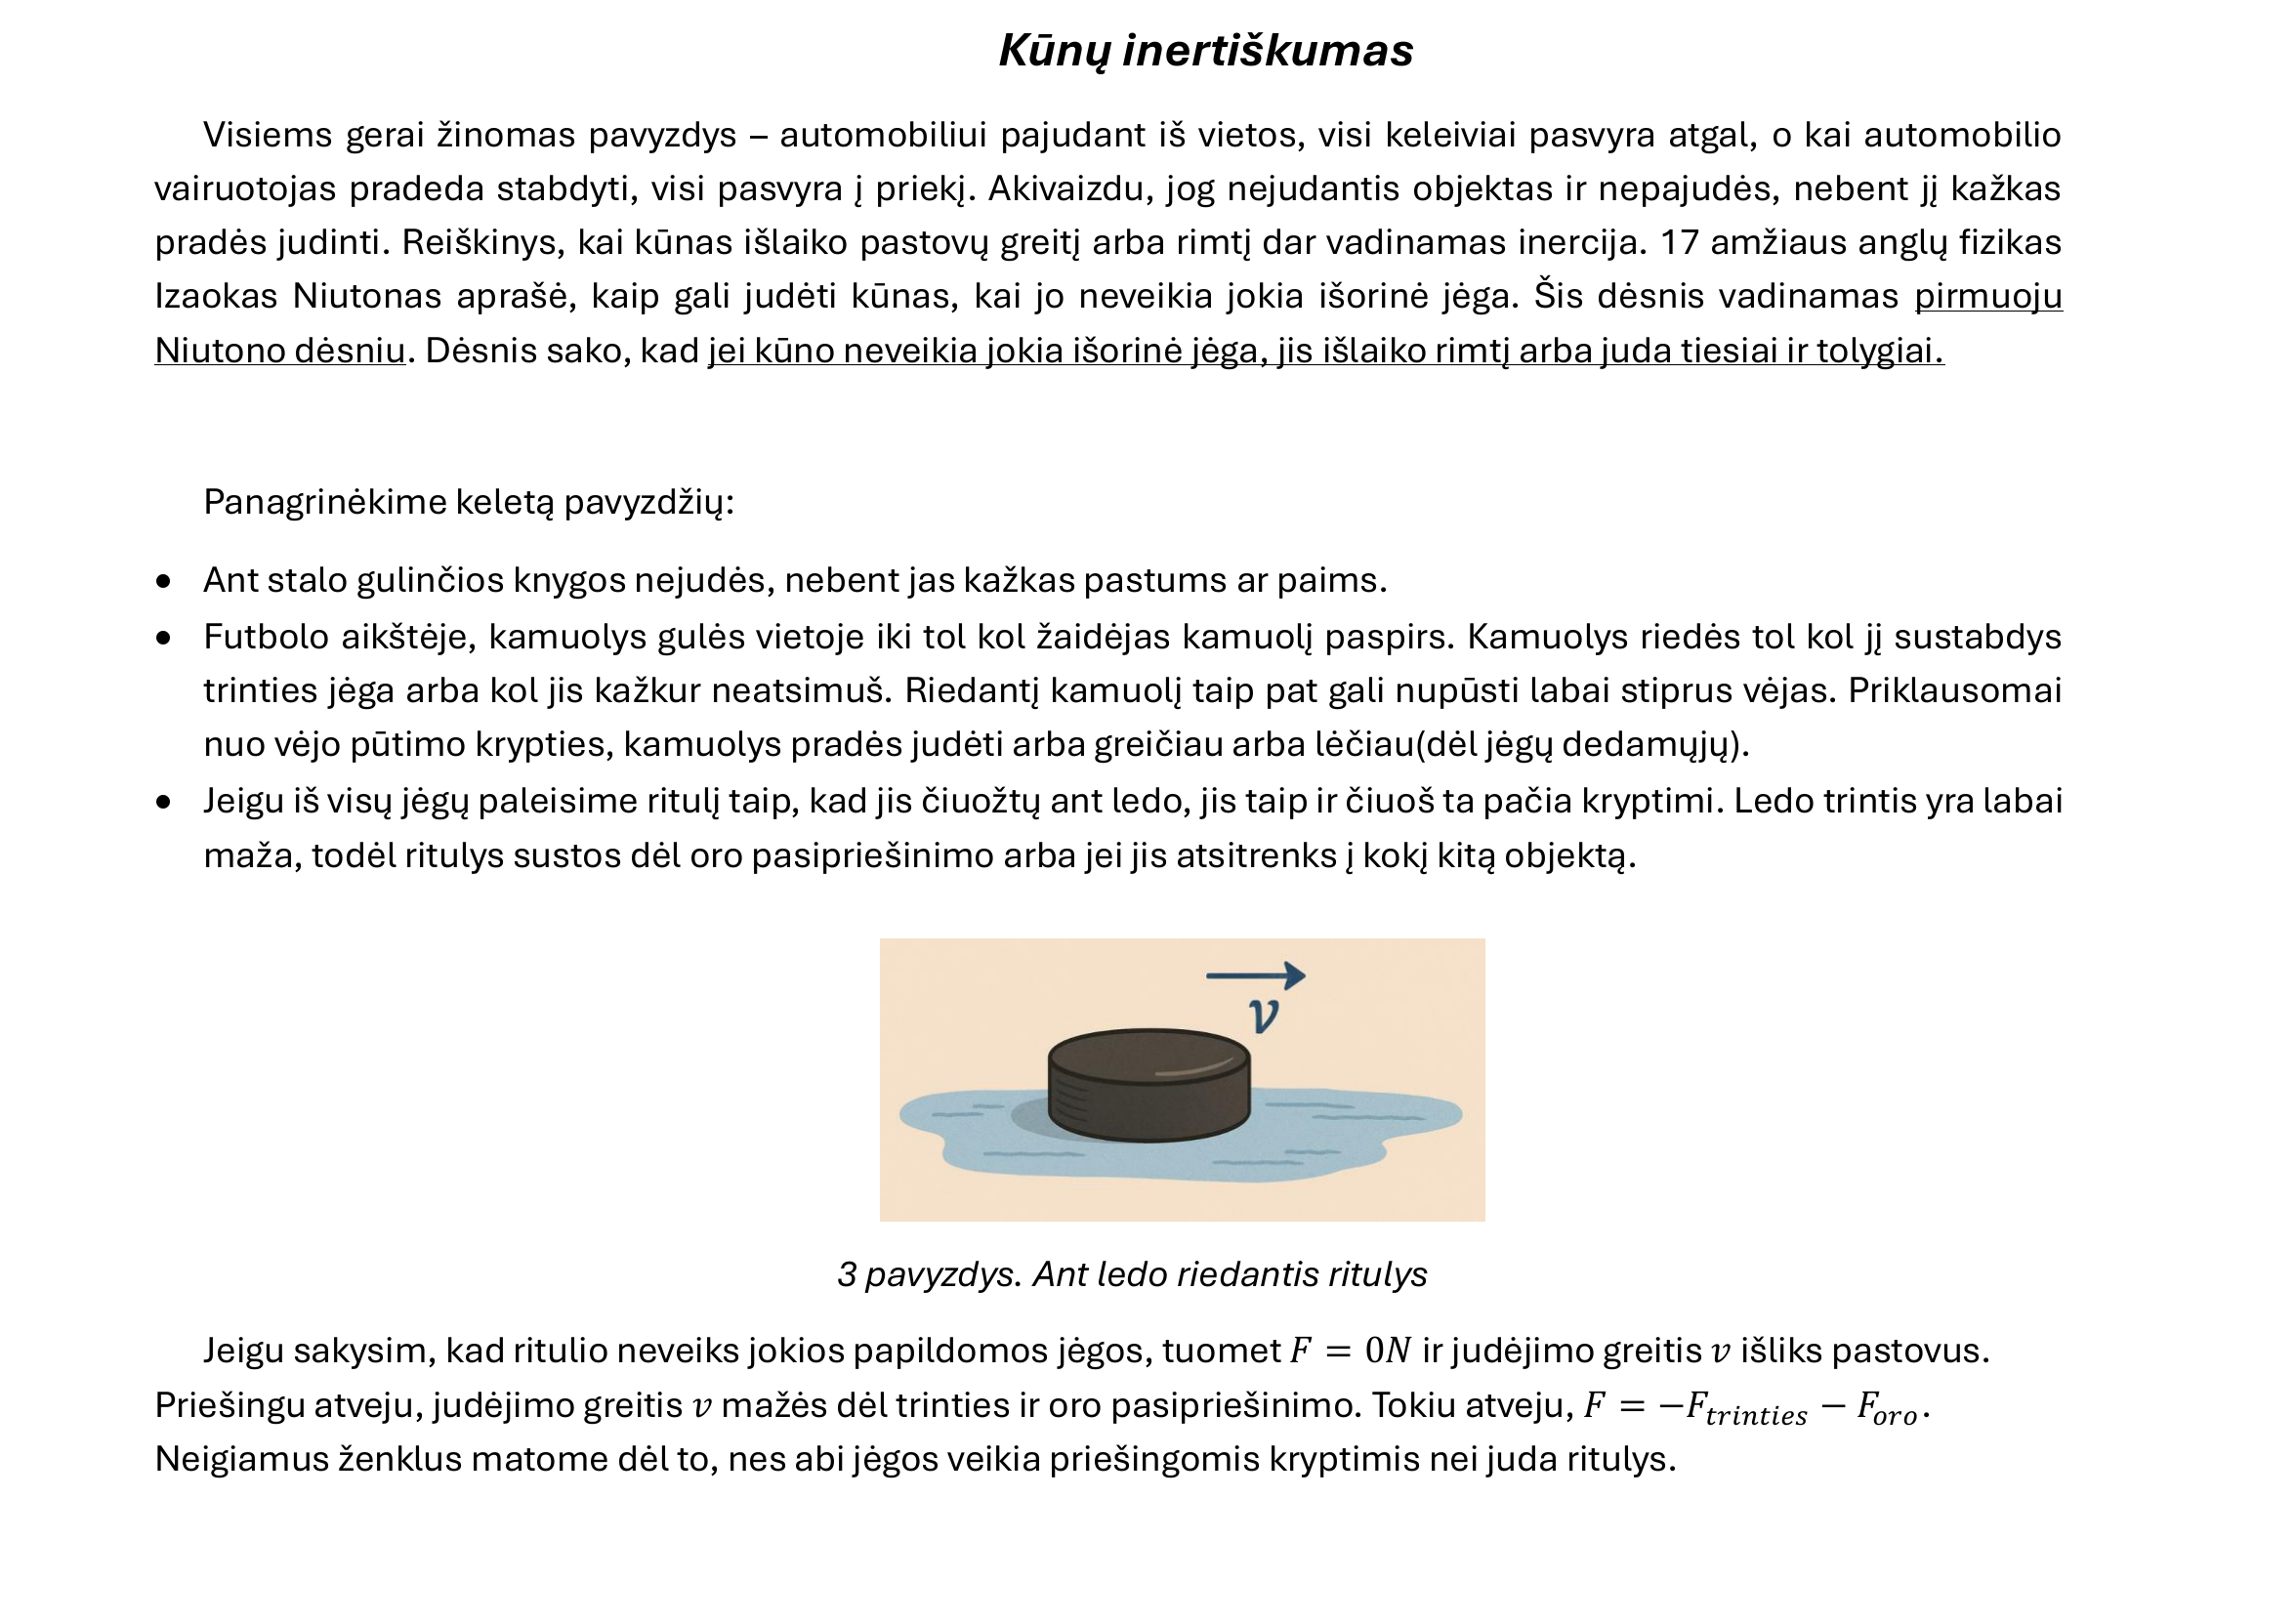 Kūnų inertiškumas
Visiems gerai žinomas pavyzdys – automobiliui pajudant iš vietos, visi keleiviai pasvyra atgal, o kai automobilio
vairuotojas pradeda stabdyti, visi pasvyra į priekį. Akivaizdu, jog nejudantis objektas ir nepajudės, nebent jį kažkas
pradės judinti. Reiškinys, kai kūnas išlaiko pastovų greitį arba rimtį dar vadinamas inercija. 17 amžiaus anglų fizikas
Izaokas Niutonas aprašė, kaip gali judėti kūnas, kai jo neveikia jokia išorinė jėga. Šis dėsnis vadinamas pirmuoju
Niutono dėsniu. Dėsnis sako, kad jei kūno neveikia jokia išorinė jėga, jis išlaiko rimtį arba juda tiesiai ir tolygiai.
Panagrinėkime keletą pavyzdžių:
• Ant stalo gulinčios knygos nejudės, nebent jas kažkas pastums ar paims.
• Futbolo aikštėje, kamuolys gulės vietoje iki tol kol žaidėjas kamuolį paspirs. Kamuolys riedės tol kol jį sustabdys
trinties jėga arba kol jis kažkur neatsimuš. Riedantį kamuolį taip pat gali nupūsti labai stiprus vėjas. Priklausomai
nuo vėjo pūtimo krypties, kamuolys pradės judėti arba greičiau arba lėčiau(dėl jėgų dedamųjų).
• Jeigu iš visų jėgų paleisime ritulį taip, kad jis čiuožtų ant ledo, jis taip ir čiuoš ta pačia kryptimi. Ledo trintis yra labai
maža, todėl ritulys sustos dėl oro pasipriešinimo arba jei jis atsitrenks į kokį kitą objektą.
v
3 pavyzdys. Ant ledo riedantis ritulys
Jeigu sakysim, kad ritulio neveiks jokios papildomos jėgos, tuomet F = 0N ir judėjimo greitis v išliks pastovus.
Priešingu atveju, judėjimo greitis v mažės dėl trinties ir oro pasipriešinimo. Tokiu atveju, F = −F_trinties − F_oro.
Neigiamus ženklus matome dėl to, nes abi jėgos veikia priešingomis kryptimis nei juda ritulys.